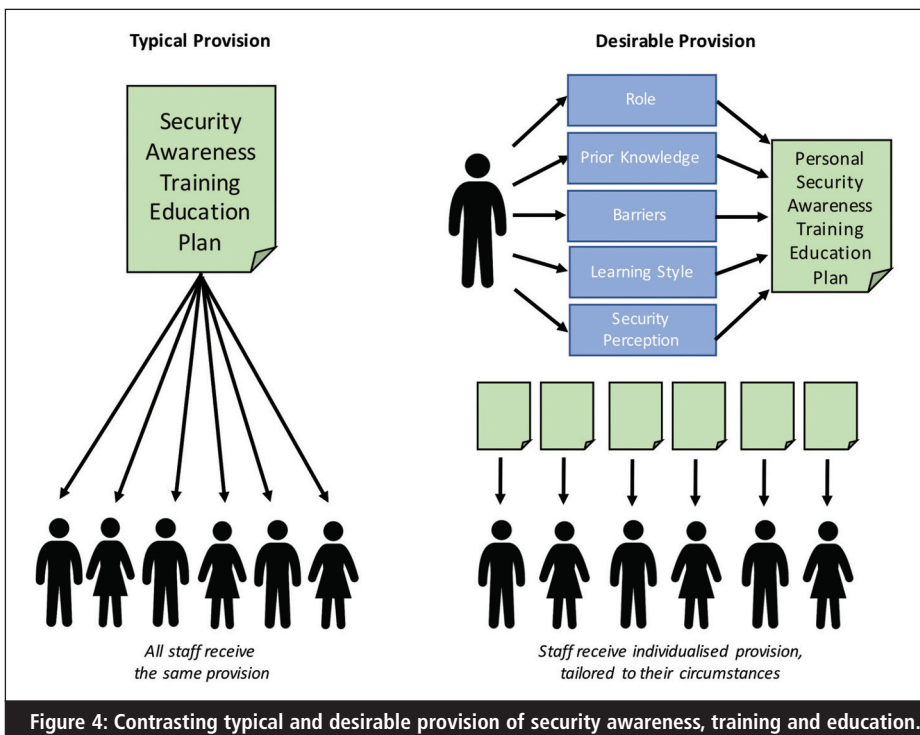 Typical Provision
Security
Awareness
Training
Education
Plan
All staff receive
the same provision
Desirable Provision
Role
Prior Knowledge
Barriers
Learning Style
Security
Perception
Personal
Security
Awareness
Training
Education
Plan
Staff receive individualised provision,
tailored to their circumstances
Figure 4: Contrasting typical and desirable provision of security awareness, training and education.